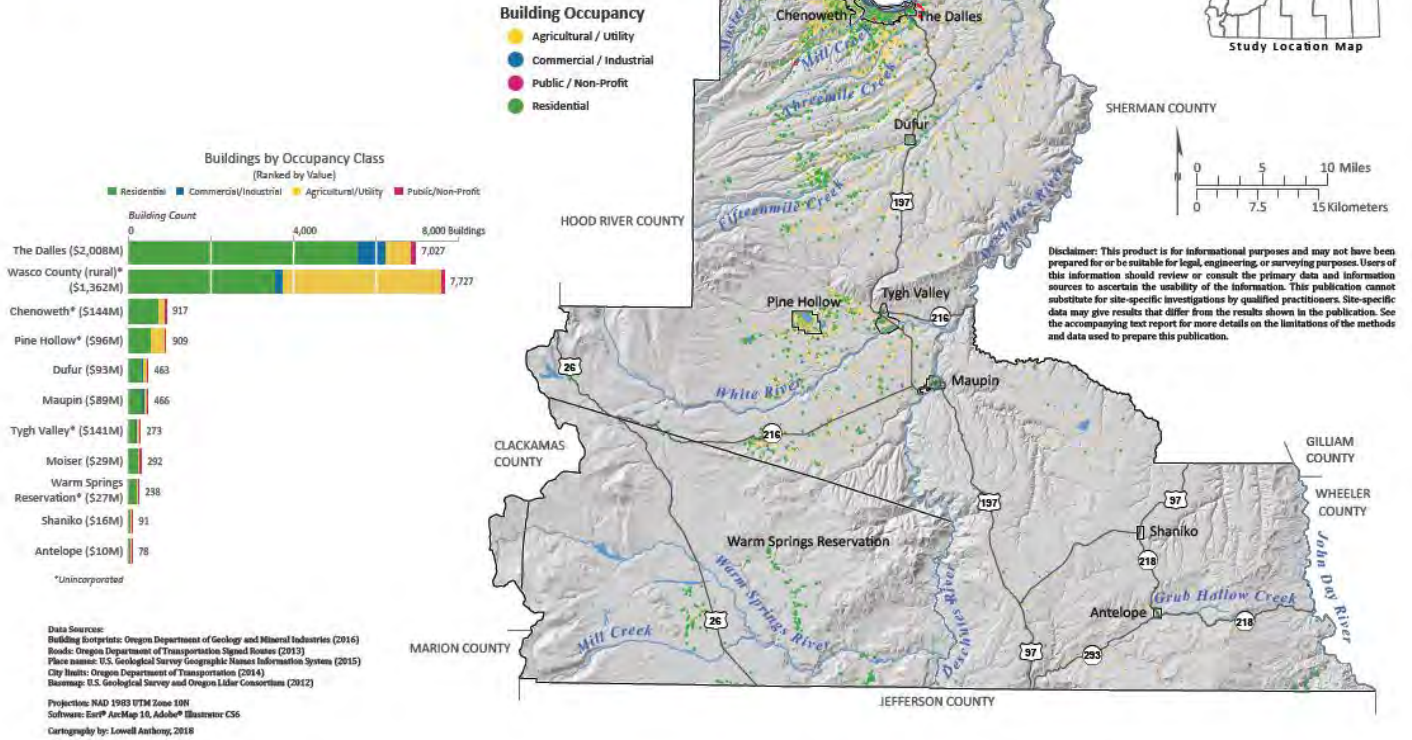 Building Occupancy
Agricultural / Utility
Commercial / Industrial
Public / Non-Profit
Residential
Chenoweth
The Dalles
Mill Creek
Threemile Creek
Dufur
197
Fifteenmile Creek
Deschutes River
HOOD RIVER COUNTY
SHERMAN COUNTY
Study Location Map
0 5 10 Miles
0 7.5 15 Kilometers
N
Disclaimer: This product is for informational purposes and may not have been
prepared for or be suitable for legal, engineering, or surveying purposes. Users of
this information should review or consult the primary data and information
sources to ascertain the usability of the information. This publication cannot
substitute for site-specific investigations by qualified practitioners. Site-specific
data may give results that differ from the results shown in the publication. See
the accompanying text report for more details on the limitations of the methods
and data used to prepare this publication.
Buildings by Occupancy Class
(Ranked by Value)
Residential Commercial/Industrial Agricultural/Utility Public/Non-Profit
Building Count
0 4,000 8,000 Buildings
The Dalles ($2,008M) 7,027
Wasco County (rural)*
($1,362M) 7,727
Chenoweth* ($144M) 917
Pine Hollow* ($96M) 909
Dufur ($93M) 463
Maupin ($89M) 466
Tygh Valley* ($141M) 273
Moiser ($29M) 292
Warm Springs
Reservation* ($27M) 238
Shaniko ($16M) 91
Antelope ($10M) 78
*Unincorporated
Pine Hollow
Tygh Valley
216
26
White River
Maupin
216
CLACKAMAS
COUNTY
GILLIAM
COUNTY
WHEELER
COUNTY
197
97
Shaniko
218
Warm Springs Reservation
Warm Springs River
Deschutes River
John Day River
Grub Hollow Creek
Antelope
218
26
Mill Creek
MARION COUNTY
97
293
JEFFERSON COUNTY
Data Sources:
Building footprints: Oregon Department of Geology and Mineral Industries (2016)
Roads: Oregon Department of Transportation Signed Routes (2013)
Place names: U.S. Geological Survey Geographic Names Information System (2015)
City limits: Oregon Department of Transportation (2014)
Basemap: U.S. Geological Survey and Oregon Lidar Consortium (2012)
Projection: NAD 1983 UTM Zone 10N
Software: Esri® ArcMap 10, Adobe® Illustrator CS6
Cartography by: Lowell Anthony, 2018